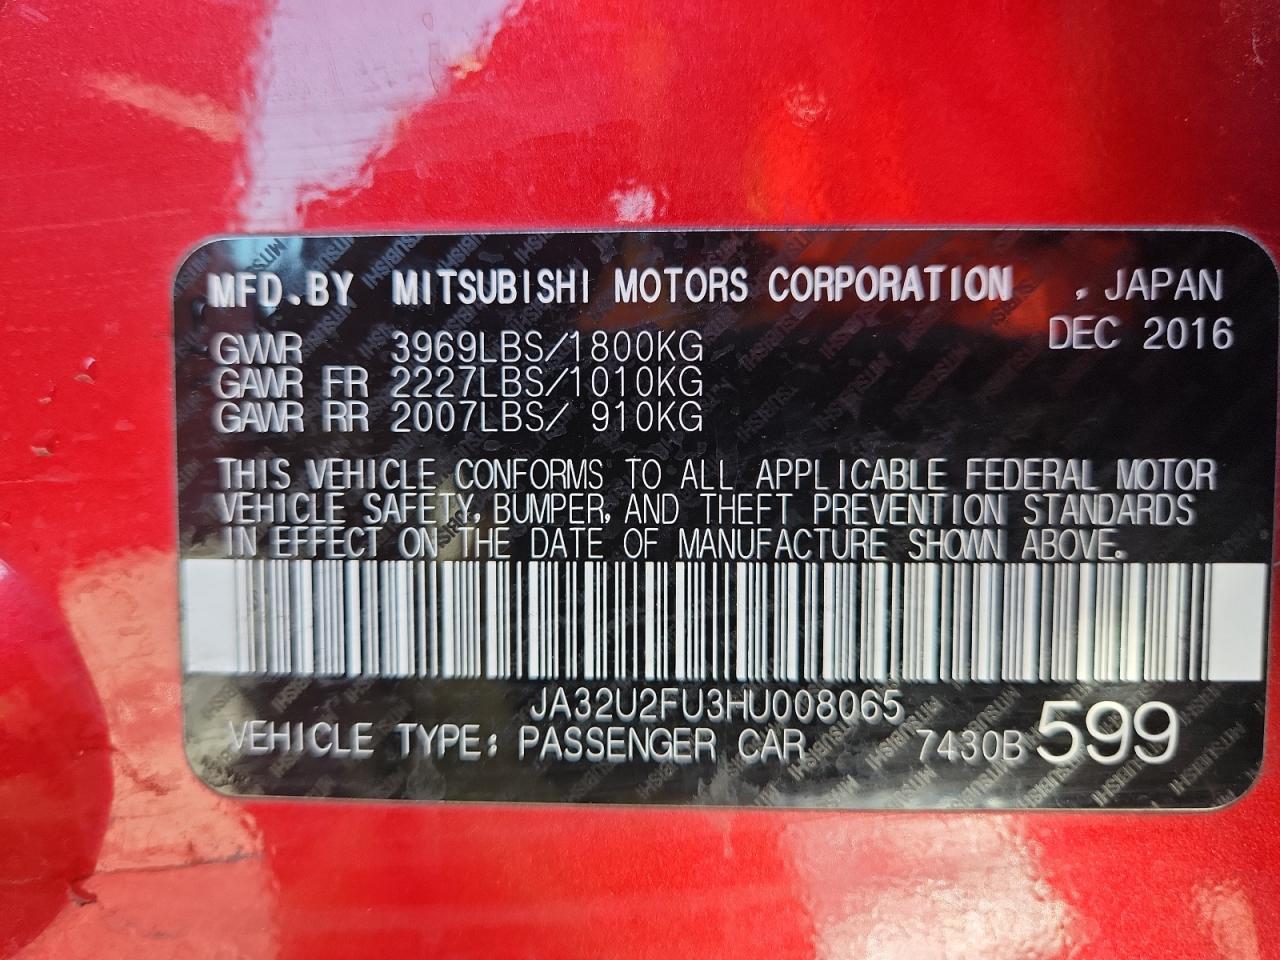 MFD.BY MITSUBISHI MOTORS CORPORATION , JAPAN
DEC 2016
GVWR 3969LBS/1800KG
GAWR FR 2227LBS/1010KG
GAWR RR 2007LBS/ 910KG
THIS VEHICLE CONFORMS TO ALL APPLICABLE FEDERAL MOTOR
VEHICLE SAFETY, BUMPER, AND THEFT PREVENTION STANDARDS
IN EFFECT ON THE DATE OF MANUFACTURE SHOWN ABOVE.
JA32U2FU3HU008065
VEHICLE TYPE: PASSENGER CAR 7430B 599